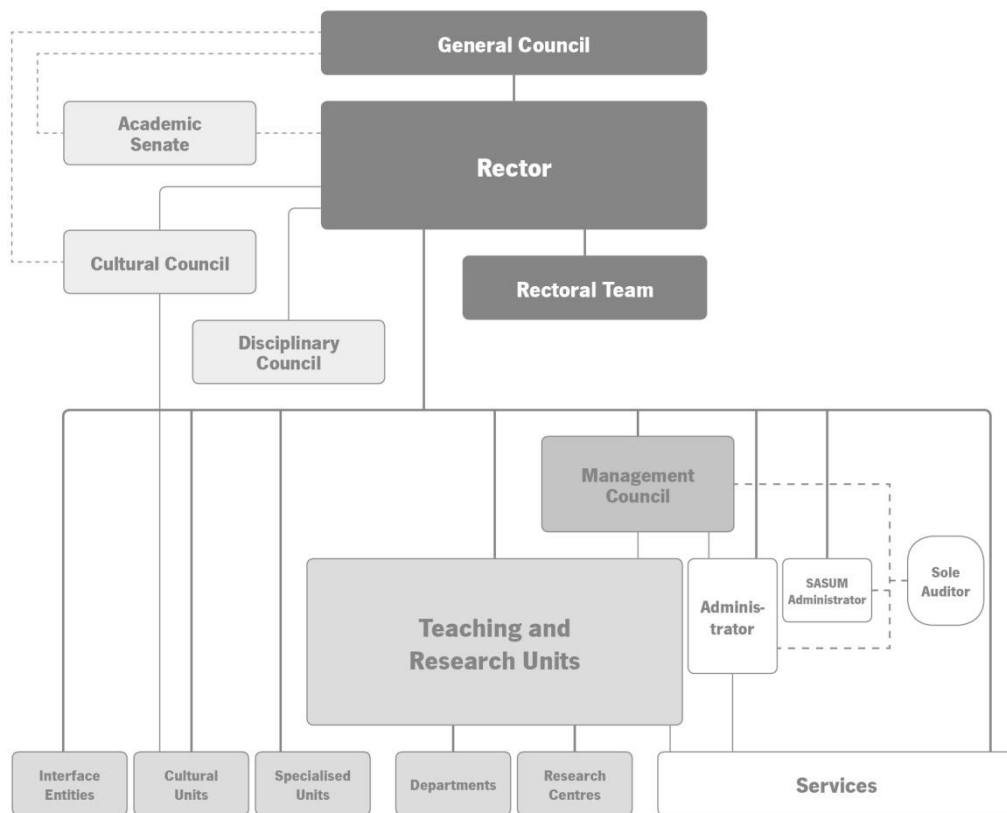 General Council
Academic
Senate
Rector
Cultural Council
Rectoral Team
Disciplinary
Council
Management
Council
Teaching and
Research Units
Adminis-
trator
SASUM
Administrator
Sole
Auditor
Interface
Entities
Cultural
Units
Specialised
Units
Departments
Research
Centres
Services